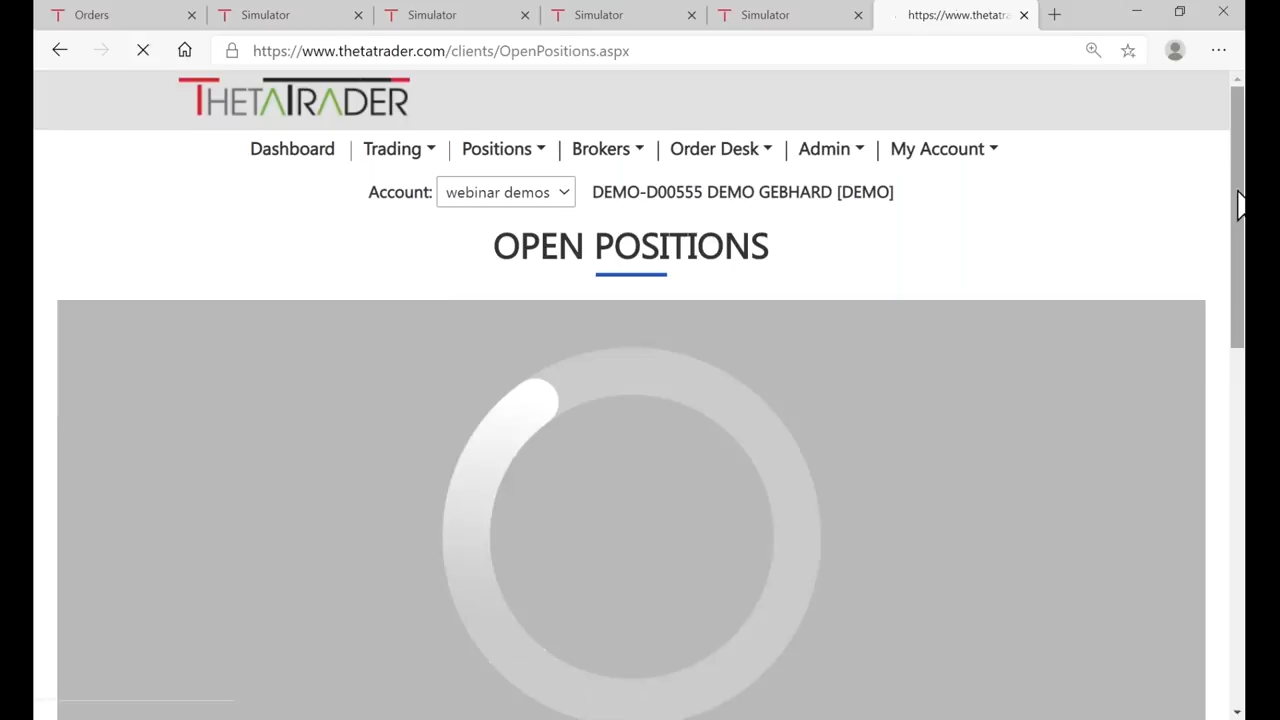 Orders
Simulator
Simulator
Simulator
Simulator
https://www.thetatr
https://www.thetatrader.com/clients/OpenPositions.aspx
THETATRADER
Dashboard | Trading | Positions | Brokers | Order Desk | Admin | My Account
Account: webinar demos DEMO-D00555 DEMO GEBHARD [DEMO]
OPEN POSITIONS